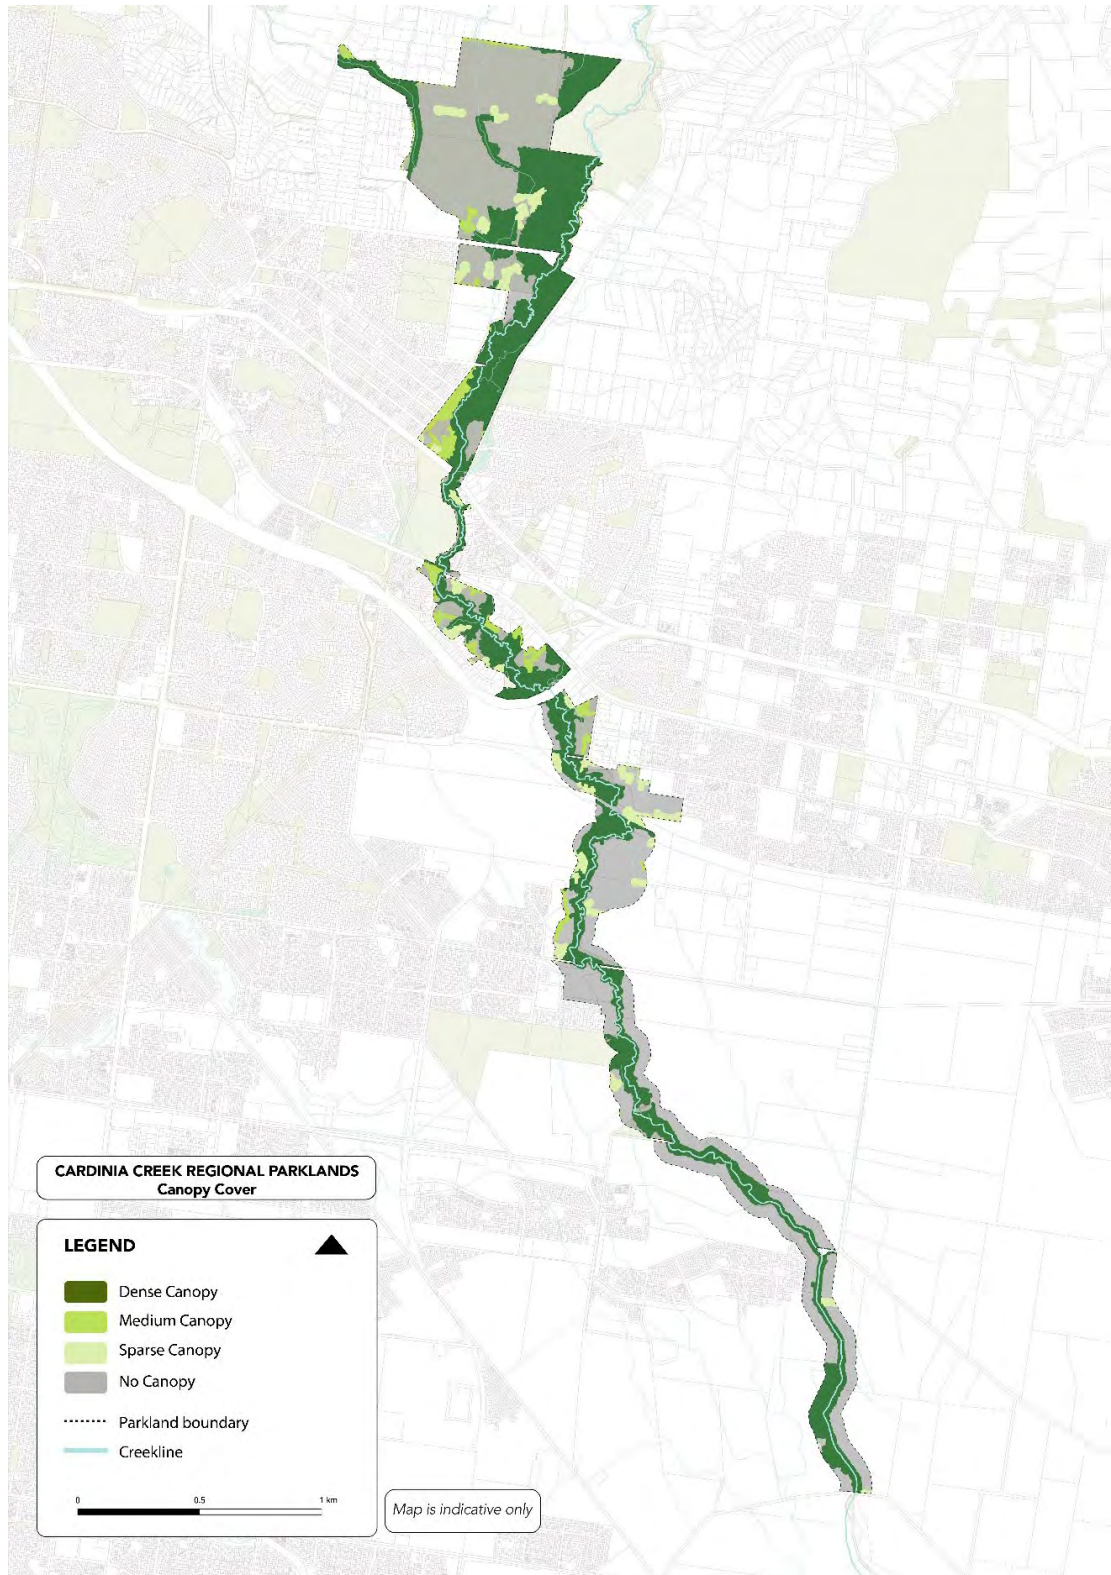 CARDINIA CREEK REGIONAL PARKLANDS
Canopy Cover
LEGEND
Dense Canopy
Medium Canopy
Sparse Canopy
No Canopy
Parkland boundary
Creekline
0 0.5 1 km
Map is indicative only